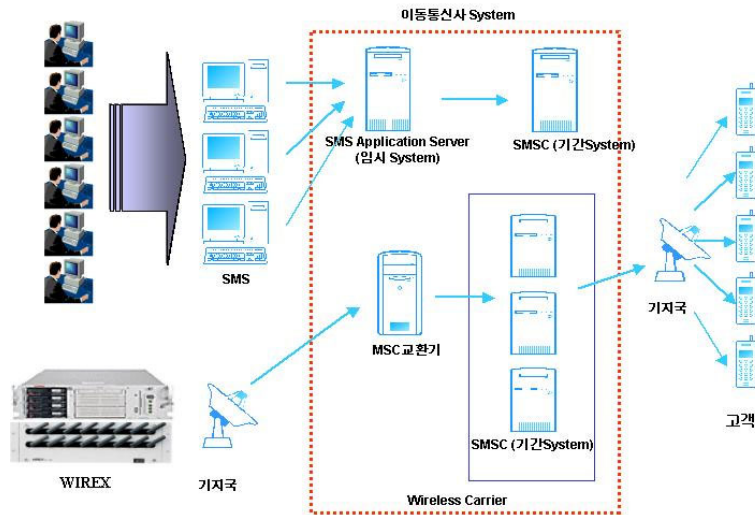 이동통신사 System
SMS Application Server
(임시 System)
SMSC (기간System)
SMS
MSC교환기
기지국
SMSC (기간System)
고객
WIREX
기지국
Wireless Carrier